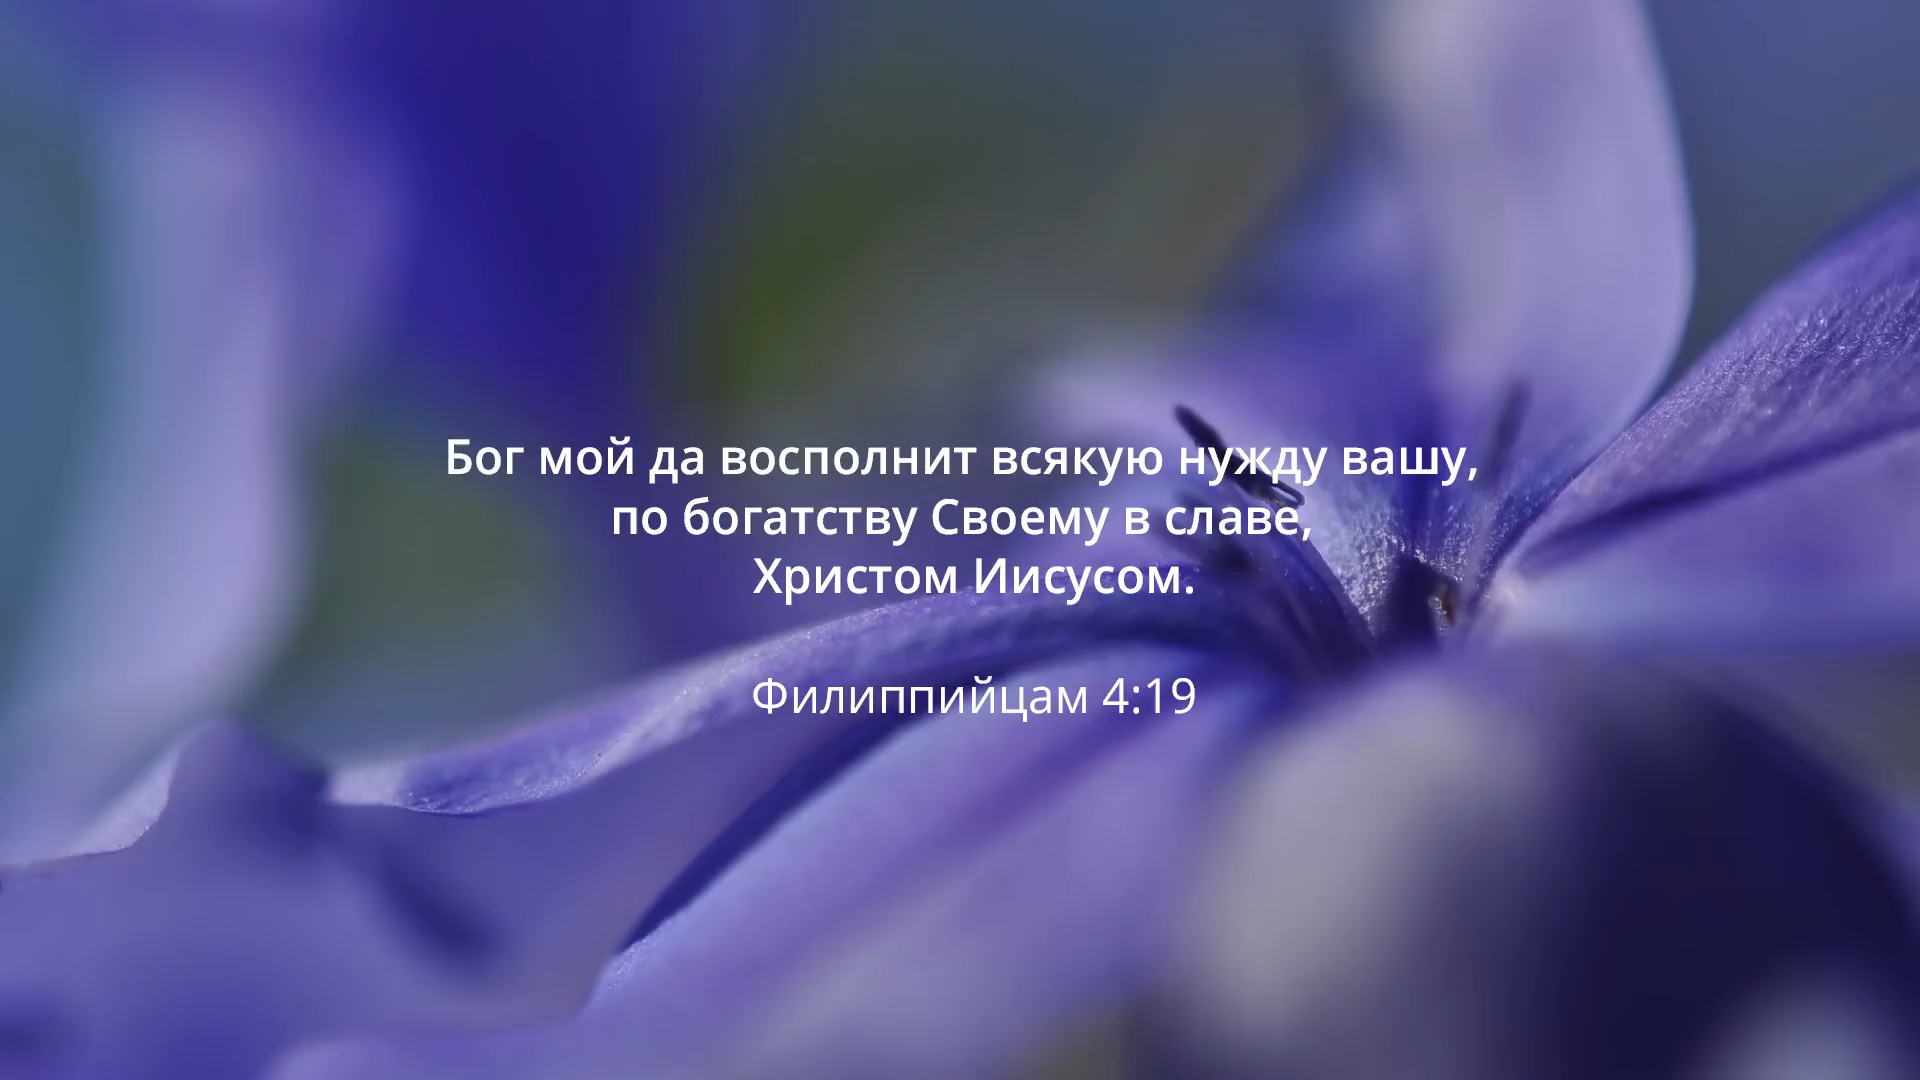 Бог мой да восполнит всякую нужду вашу,
по богатству Своему в славе,
Христом Иисусом.
Филиппийцам 4:19